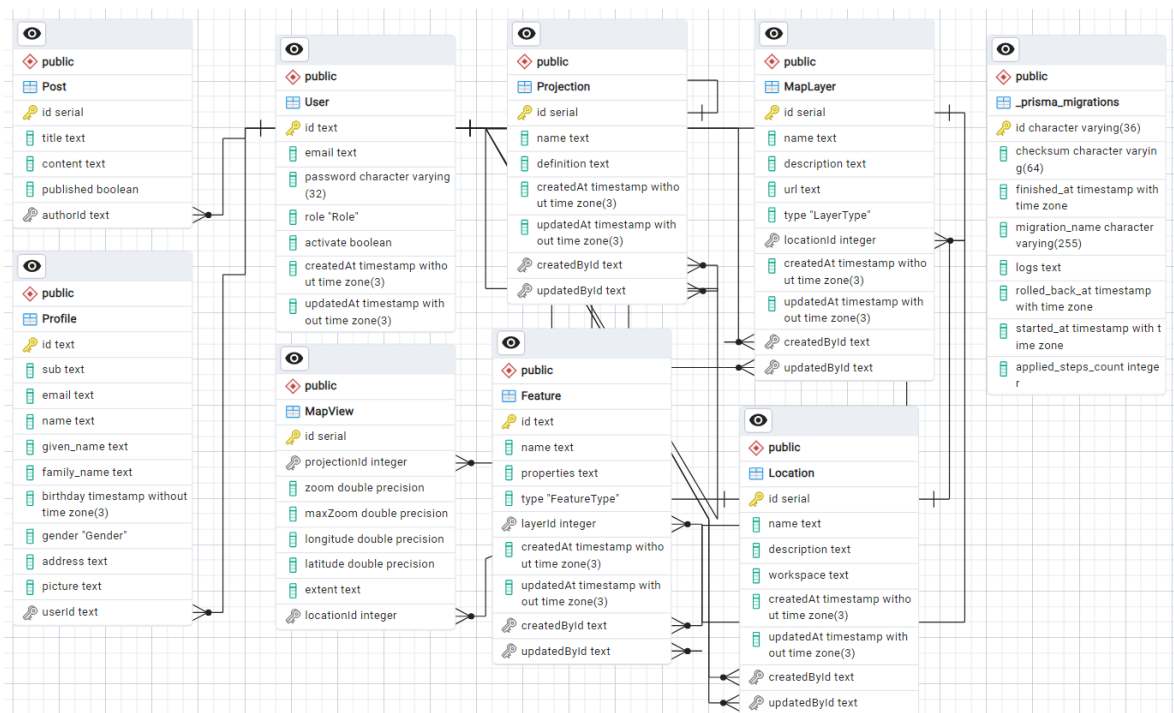 public
Post
id serial
title text
content text
published boolean
authorId text
public
Profile
id text
sub text
email text
name text
given_name text
family_name text
birthday timestamp without
time zone(3)
gender "Gender"
address text
picture text
userId text
public
User
id text
email text
password character varying
(32)
role "Role"
activate boolean
createdAt timestamp witho
ut time zone(3)
updatedAt timestamp with
out time zone(3)
public
MapView
id serial
projectionId integer
zoom double precision
maxZoom double precision
longitude double precision
latitude double precision
extent text
locationId integer
public
Projection
id serial
name text
definition text
createdAt timestamp witho
ut time zone(3)
updatedAt timestamp with
out time zone(3)
createdById text
updatedById text
public
Feature
id text
name text
properties text
type "FeatureType"
layerId integer
createdAt timestamp witho
ut time zone(3)
updatedAt timestamp with
out time zone(3)
createdById text
updatedById text
public
MapLayer
id serial
name text
description text
url text
type "LayerType"
locationId integer
createdAt timestamp witho
ut time zone(3)
updatedAt timestamp with
out time zone(3)
createdById text
updatedById text
public
Location
id serial
name text
description text
workspace text
createdAt timestamp witho
ut time zone(3)
updatedAt timestamp with
out time zone(3)
createdById text
updatedById text
public
_prisma_migrations
id character varying(36)
checksum character varyin
g(64)
finished_at timestamp with
time zone
migration_name character
varying(255)
logs text
rolled_back_at timestamp
with time zone
started_at timestamp with t
ime zone
applied_steps_count intege
r